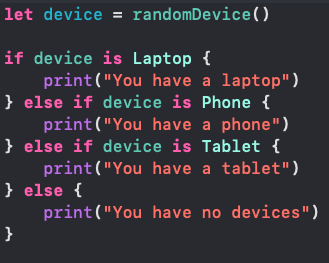 let device = randomDevice()

if device is Laptop {
    print("You have a laptop")
} else if device is Phone {
    print("You have a phone")
} else if device is Tablet {
    print("You have a tablet")
} else {
    print("You have no devices")
}